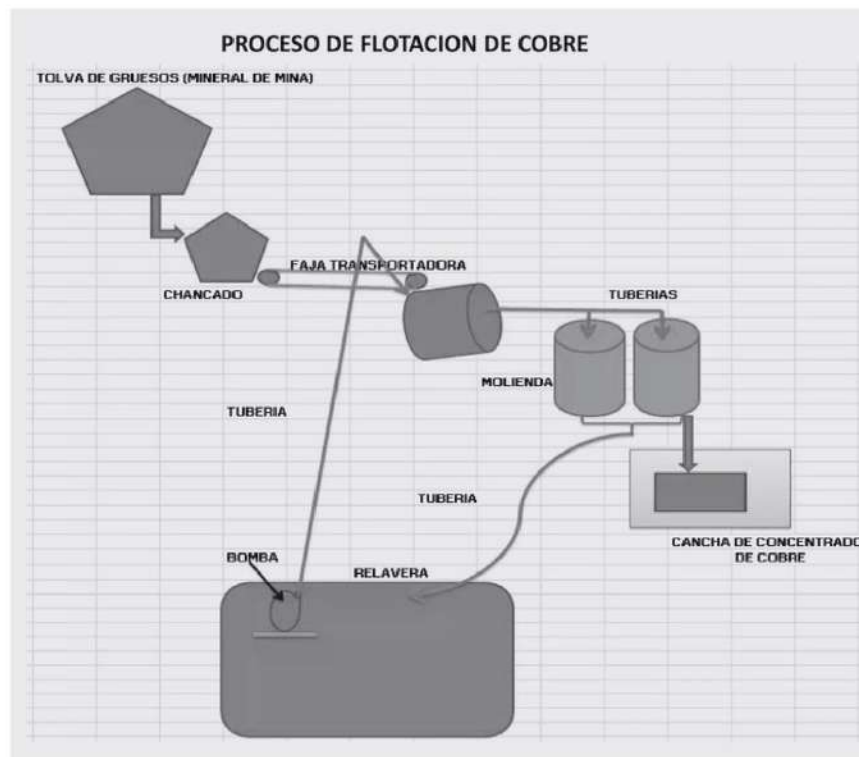 PROCESO DE FLOTACION DE COBRE
TOLVA DE GRUESOS (MINERAL DE MINA)
FAJA TRANSPORTADORA
CHANCADO
TUBERIAS
MOLIENDA
TUBERIA
TUBERIA
CANCHA DE CONCENTRADO
DE COBRE
BOMBA
RELAVERA